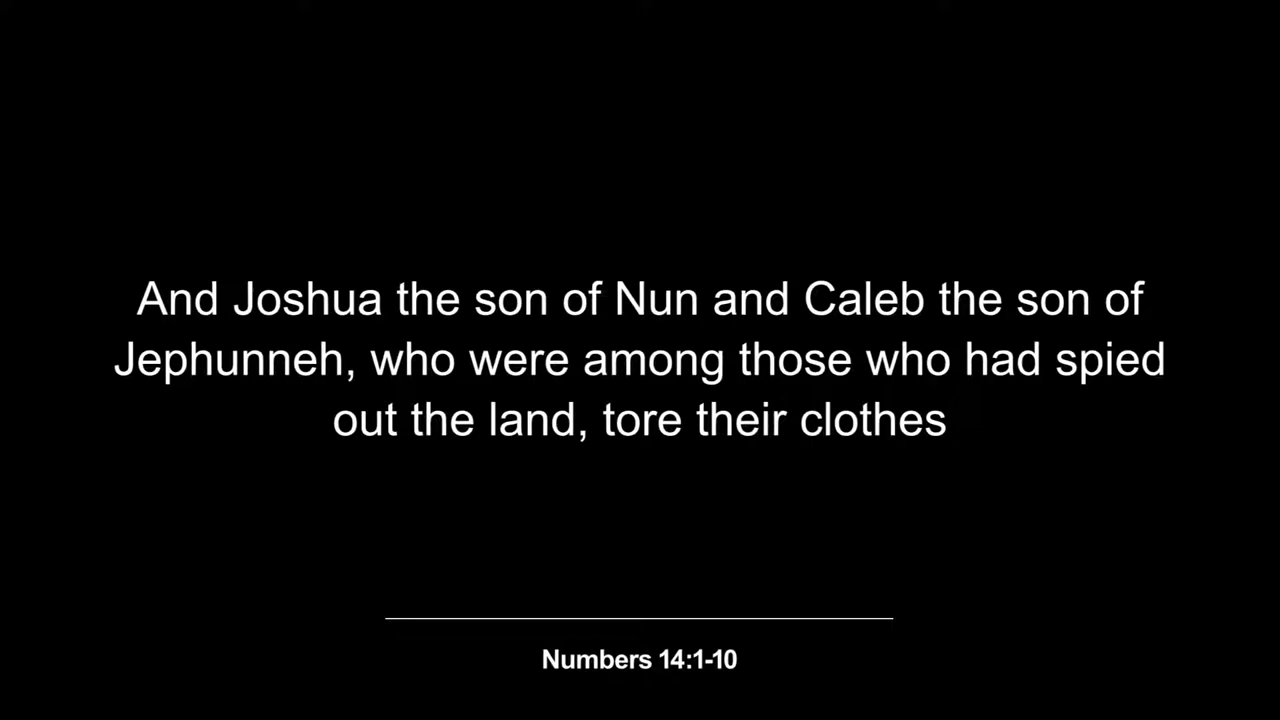 And Joshua the son of Nun and Caleb the son of
Jephunneh, who were among those who had spied
out the land, tore their clothes
Numbers 14:1-10